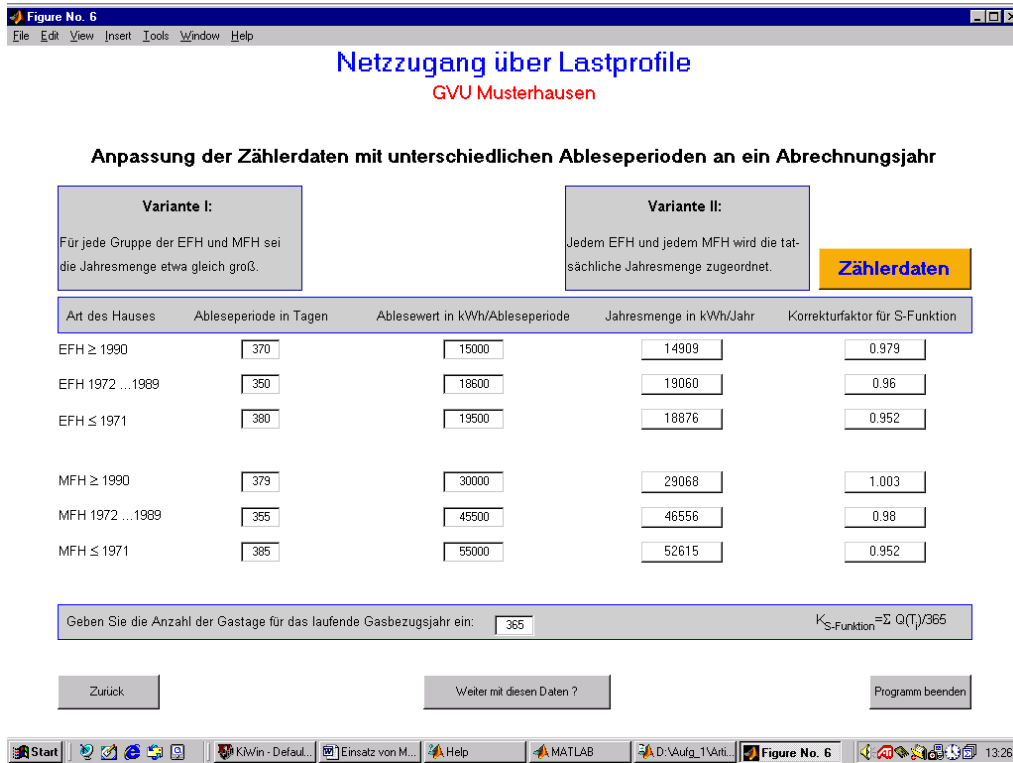 Figure No. 6
File Edit View Insert Tools Window Help
Netzzugang über Lastprofile
GVU Musterhausen
Anpassung der Zählerdaten mit unterschiedlichen Ableseperioden an ein Abrechnungsjahr
Variante I:
Für jede Gruppe der EFH und MFH sei
die Jahresmenge etwa gleich groß.
Variante II:
Jedem EFH und jedem MFH wird die tat-
sächliche Jahresmenge zugeordnet.
Zählerdaten
Art des Hauses Ableseperiode in Tagen Ablesewert in kWh/Ableseperiode Jahresmenge in kWh/Jahr Korrekturfaktor für S-Funktion
EFH ≥ 1990 370 15000 14909 0.979
EFH 1972 ...1989 350 18600 19060 0.96
EFH ≤ 1971 380 19500 18876 0.952
MFH ≥ 1990 379 30000 29068 1.003
MFH 1972 ...1989 355 45500 46556 0.98
MFH ≤ 1971 385 55000 52615 0.952
Geben Sie die Anzahl der Gastage für das laufende Gasbezugsjahr ein: 365 K_S-Funktion=Σ Q(T_i)/365
Zurück Weiter mit diesen Daten ? Programm beenden
Start KiWin - Defaul... Einsatz von M... Help MATLAB D:\Aufg_1\Arti... Figure No. 6 13:26